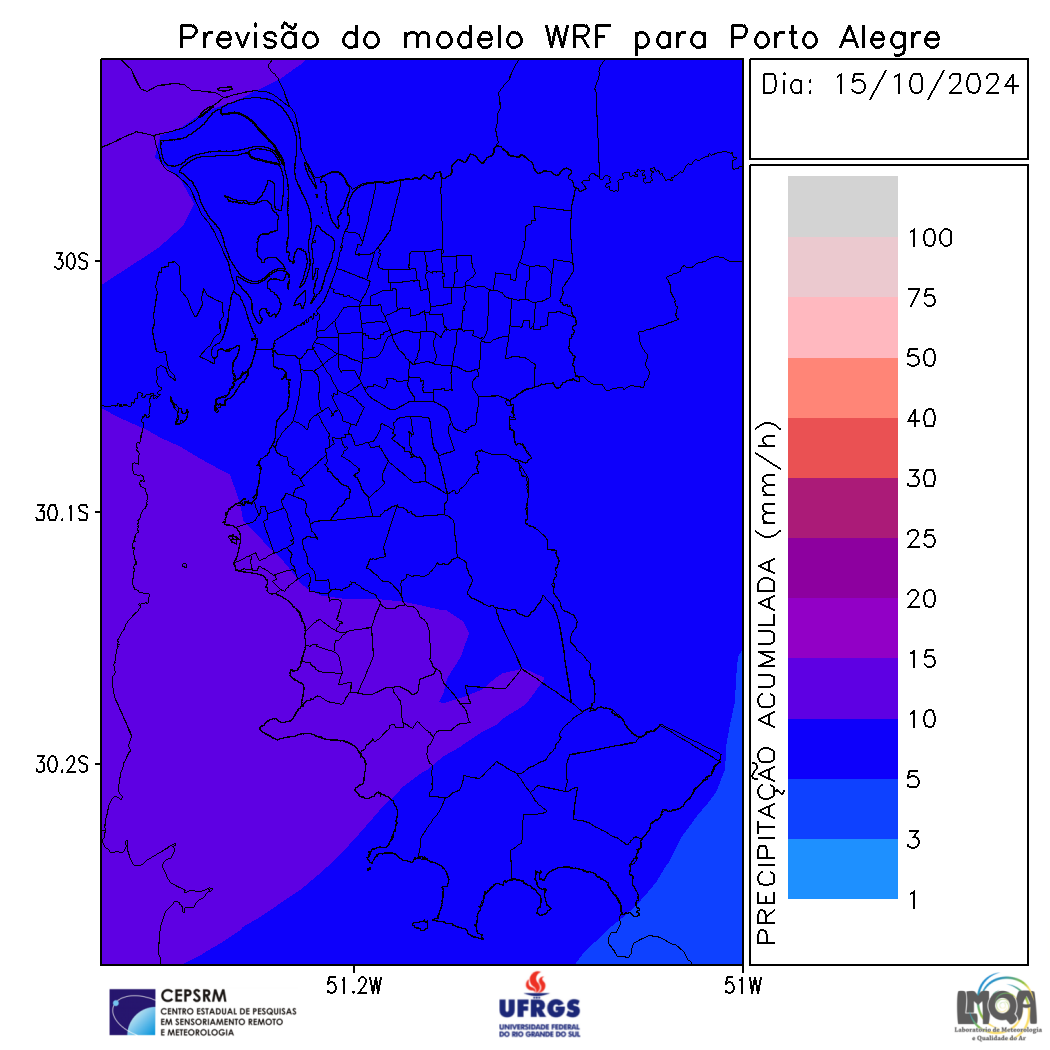 Previsão do modelo WRF para Porto Alegre
Dia: 15/10/2024
30S
30.1S
30.2S
51.2W
51W
PRECIPITAÇÃO ACUMULADA (mm/h)
100
75
50
40
30
25
20
15
10
5
3
1
CEPSRM
CENTRO ESTADUAL DE PESQUISAS
EM SENSORIAMENTO REMOTO
E METEOROLOGIA
UFRGS
UNIVERSIDADE FEDERAL
DO RIO GRANDE DO SUL
LMQA
Laboratório de Meteorologia
e Qualidade do Ar